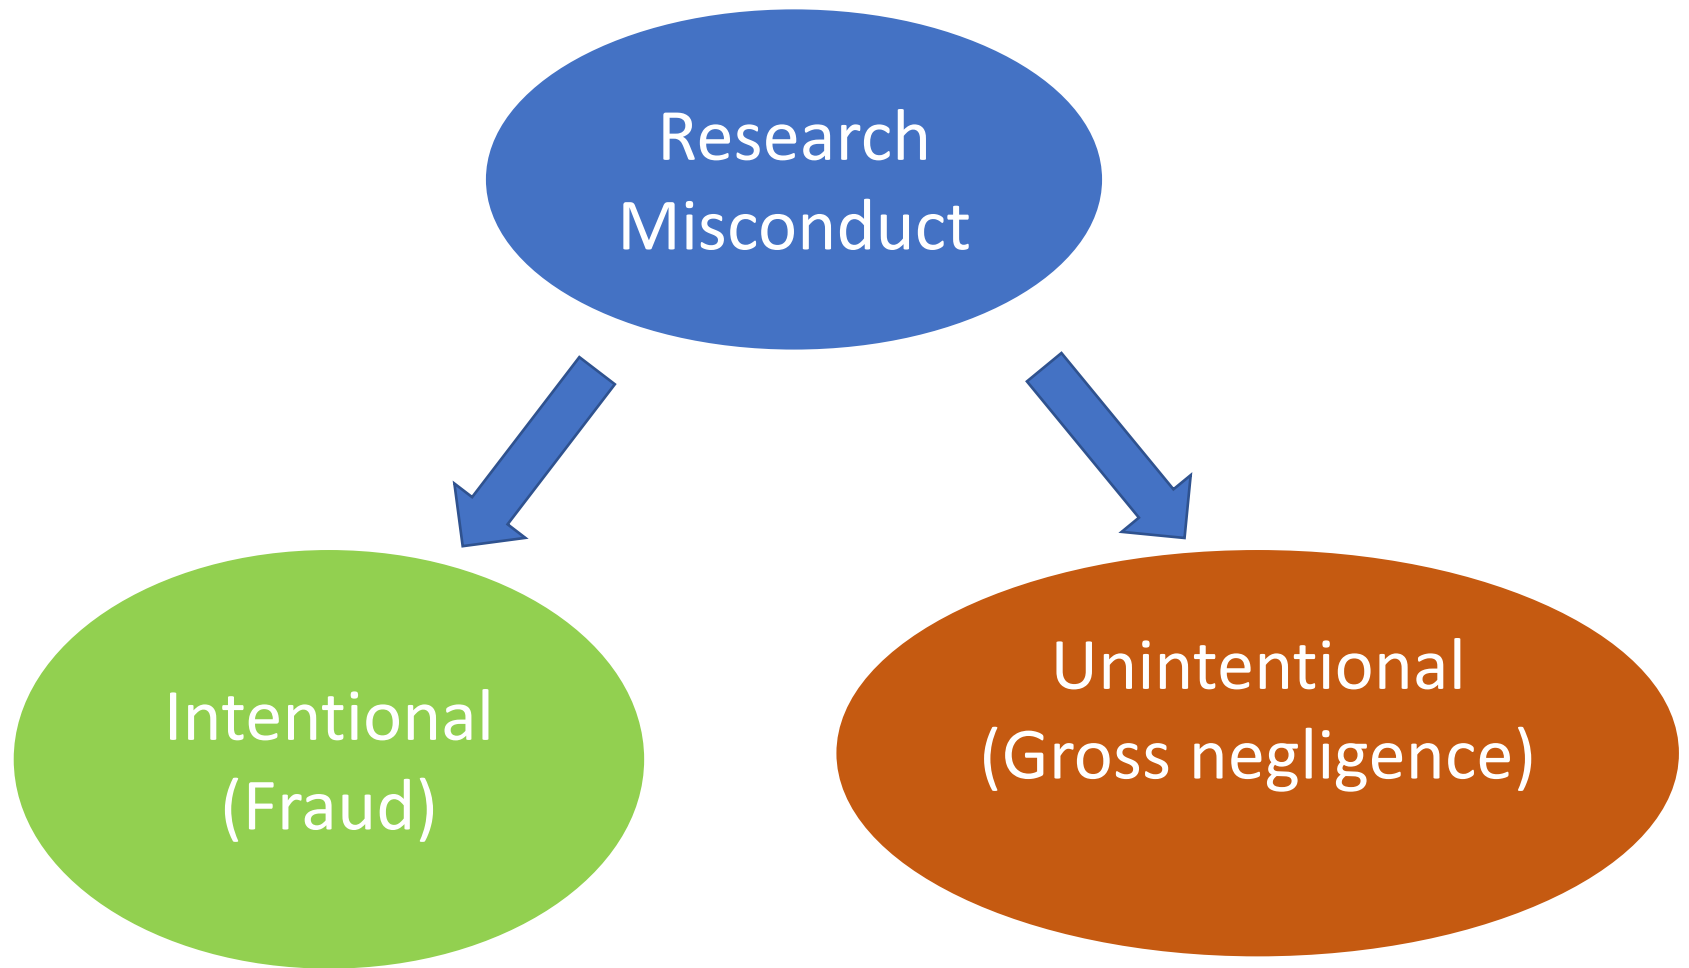 Research
Misconduct
Intentional
(Fraud)
Unintentional
(Gross negligence)